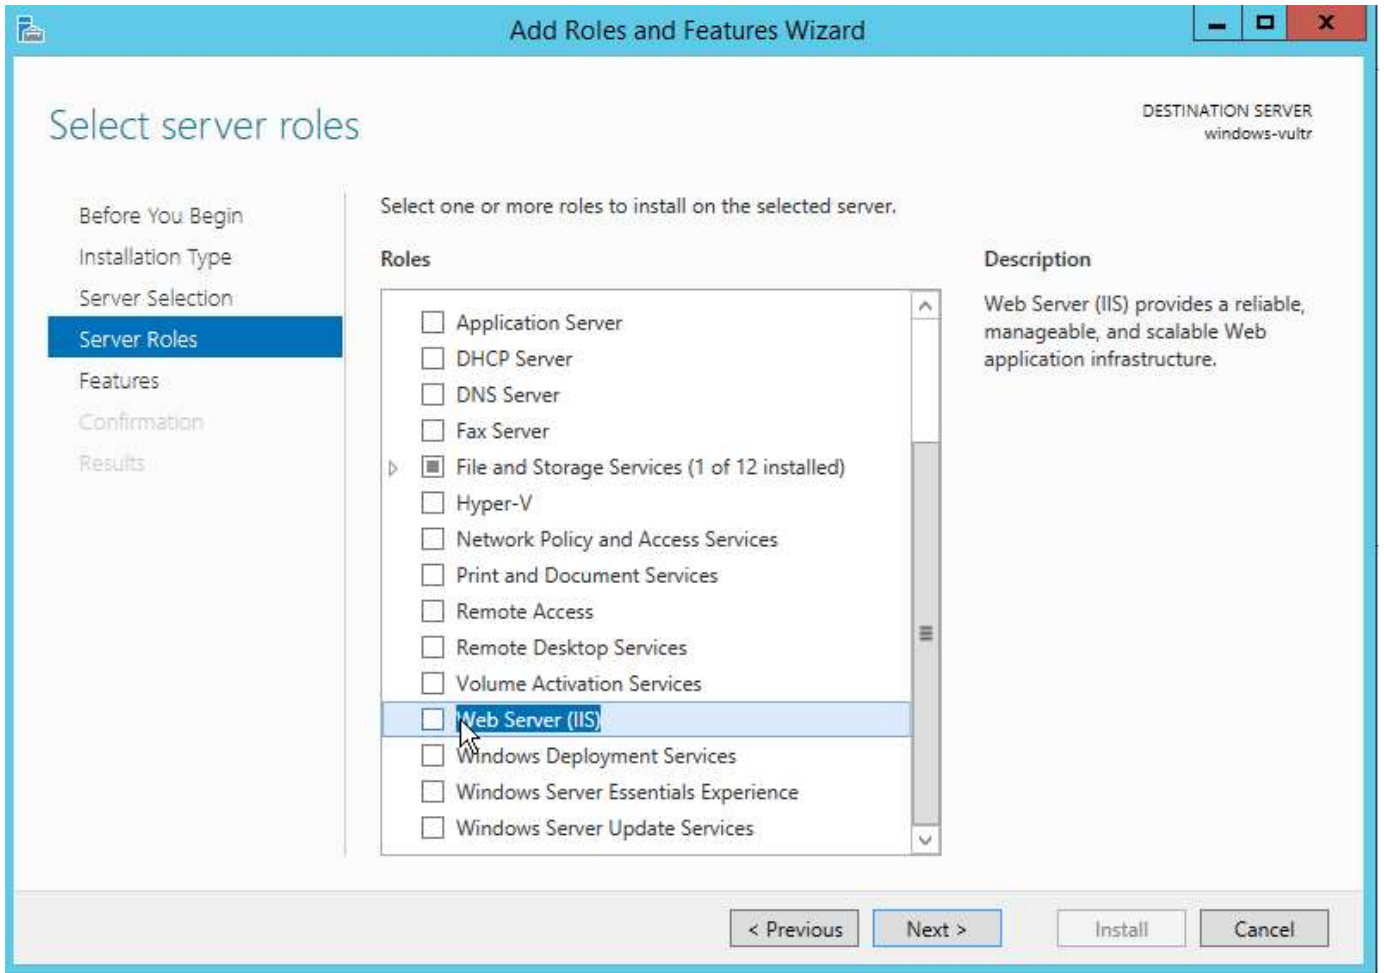 Add Roles and Features Wizard
Select server roles
DESTINATION SERVER
windows-vultr
Before You Begin
Installation Type
Server Selection
Server Roles
Features
Confirmation
Results
Select one or more roles to install on the selected server.
Roles
Application Server
DHCP Server
DNS Server
Fax Server
File and Storage Services (1 of 12 installed)
Hyper-V
Network Policy and Access Services
Print and Document Services
Remote Access
Remote Desktop Services
Volume Activation Services
Web Server (IIS)
Windows Deployment Services
Windows Server Essentials Experience
Windows Server Update Services
Description
Web Server (IIS) provides a reliable,
manageable, and scalable Web
application infrastructure.
< Previous
Next >
Install
Cancel